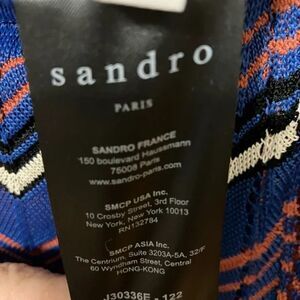 sandro
PARIS
SANDRO FRANCE
150 boulevard Haussmann
75008 Paris
www.sandro-paris.com
SMCP USA Inc.
10 Crosby Street, 3rd Floor
New York, New York 10013
RN132784
SMCP ASIA Inc.
The Centrium, Suite 3203A-5A, 32/F
60 Wyndham Street, Central
HONG-KONG
J30336E - 122